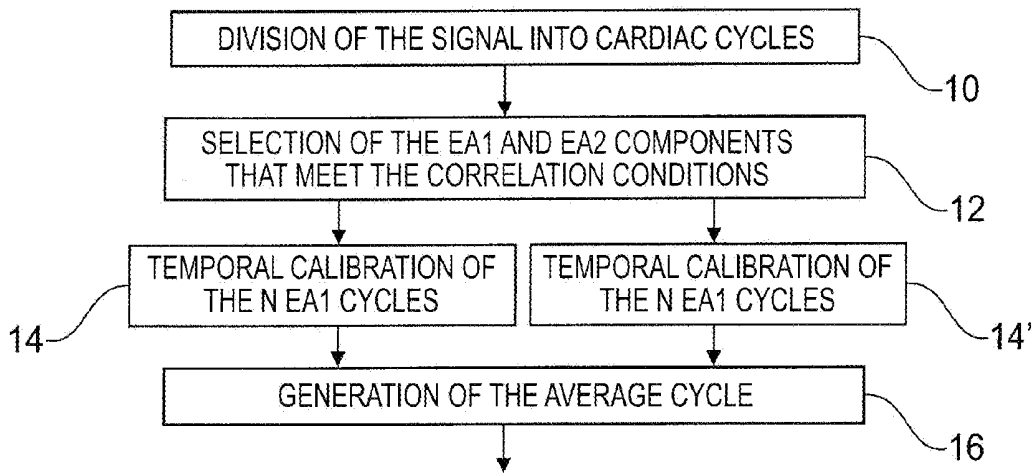 DIVISION OF THE SIGNAL INTO CARDIAC CYCLES
10
SELECTION OF THE EA1 AND EA2 COMPONENTS
THAT MEET THE CORRELATION CONDITIONS
12
TEMPORAL CALIBRATION OF
THE N EA1 CYCLES
14
TEMPORAL CALIBRATION OF
THE N EA1 CYCLES
14'
GENERATION OF THE AVERAGE CYCLE
16